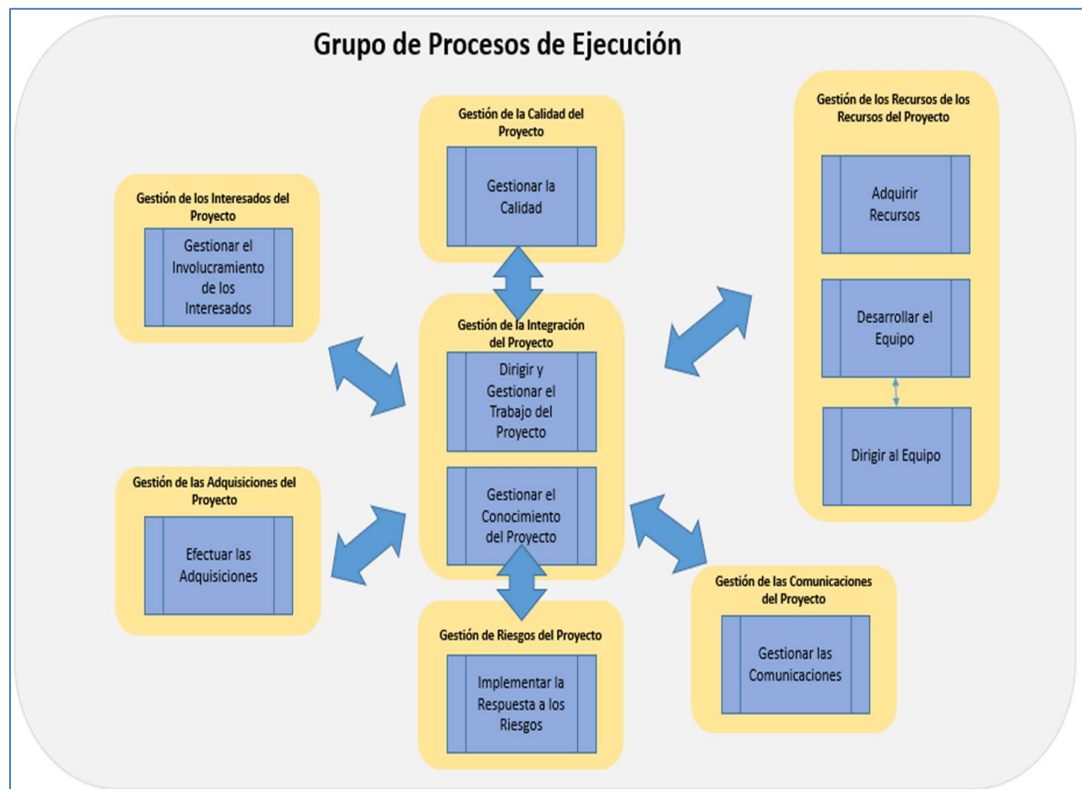 Grupo de Procesos de Ejecución
Gestión de la Calidad del
Proyecto
Gestionar la
Calidad
Gestión de los Recursos de los
Recursos del Proyecto
Adquirir
Recursos
Desarrollar el
Equipo
Dirigir al Equipo
Gestión de los Interesados del
Proyecto
Gestionar el
Involucramiento
de los
Interesados
Gestión de la Integración
del Proyecto
Dirigir y
Gestionar el
Trabajo del
Proyecto
Gestionar el
Conocimiento
del Proyecto
Gestión de las Adquisiciones del
Proyecto
Efectuar las
Adquisiciones
Gestión de las Comunicaciones
del Proyecto
Gestionar las
Comunicaciones
Gestión de Riesgos del Proyecto
Implementar la
Respuesta a los
Riesgos